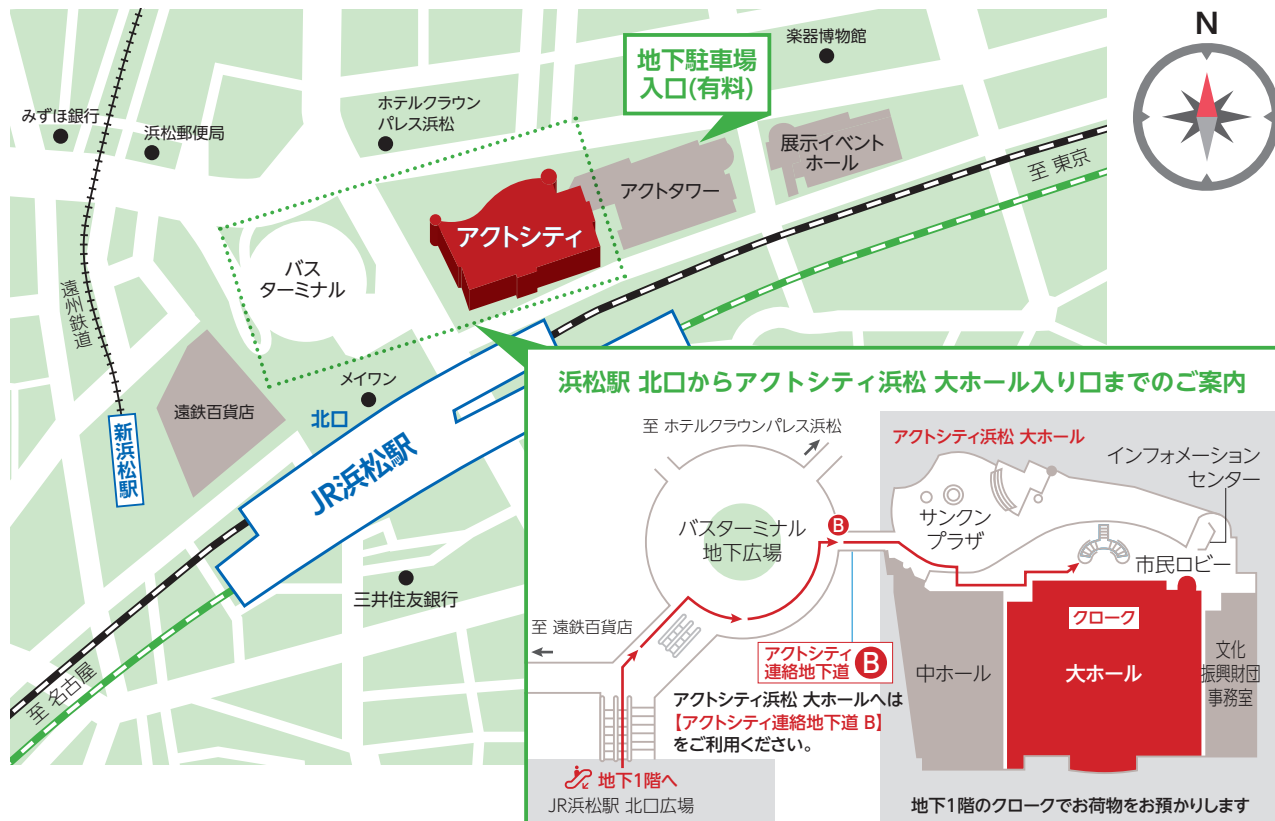 N
楽器博物館
地下駐車場
入口(有料)
みずほ銀行
浜松郵便局
ホテルクラウン
パレス浜松
展示イベント
ホール
アクトタワー
至 東京
アクトシティ
バス
ターミナル
遠州鉄道
メイワン
遠鉄百貨店
北口
新浜松駅
JR浜松駅
三井住友銀行
至 名古屋
浜松駅 北口からアクトシティ浜松 大ホール入り口までのご案内
至 ホテルクラウンパレス浜松
アクトシティ浜松 大ホール
インフォメーション
センター
サンクン
プラザ
B
バスターミナル
地下広場
市民ロビー
至 遠鉄百貨店
クローク
アクトシティ
連絡地下道 B
中ホール
大ホール
文化
振興財団
事務室
アクトシティ浜松 大ホールへは
【アクトシティ連絡地下道 B】
をご利用ください。
地下1階へ
JR浜松駅 北口広場
地下1階のクロークでお荷物をお預かりします